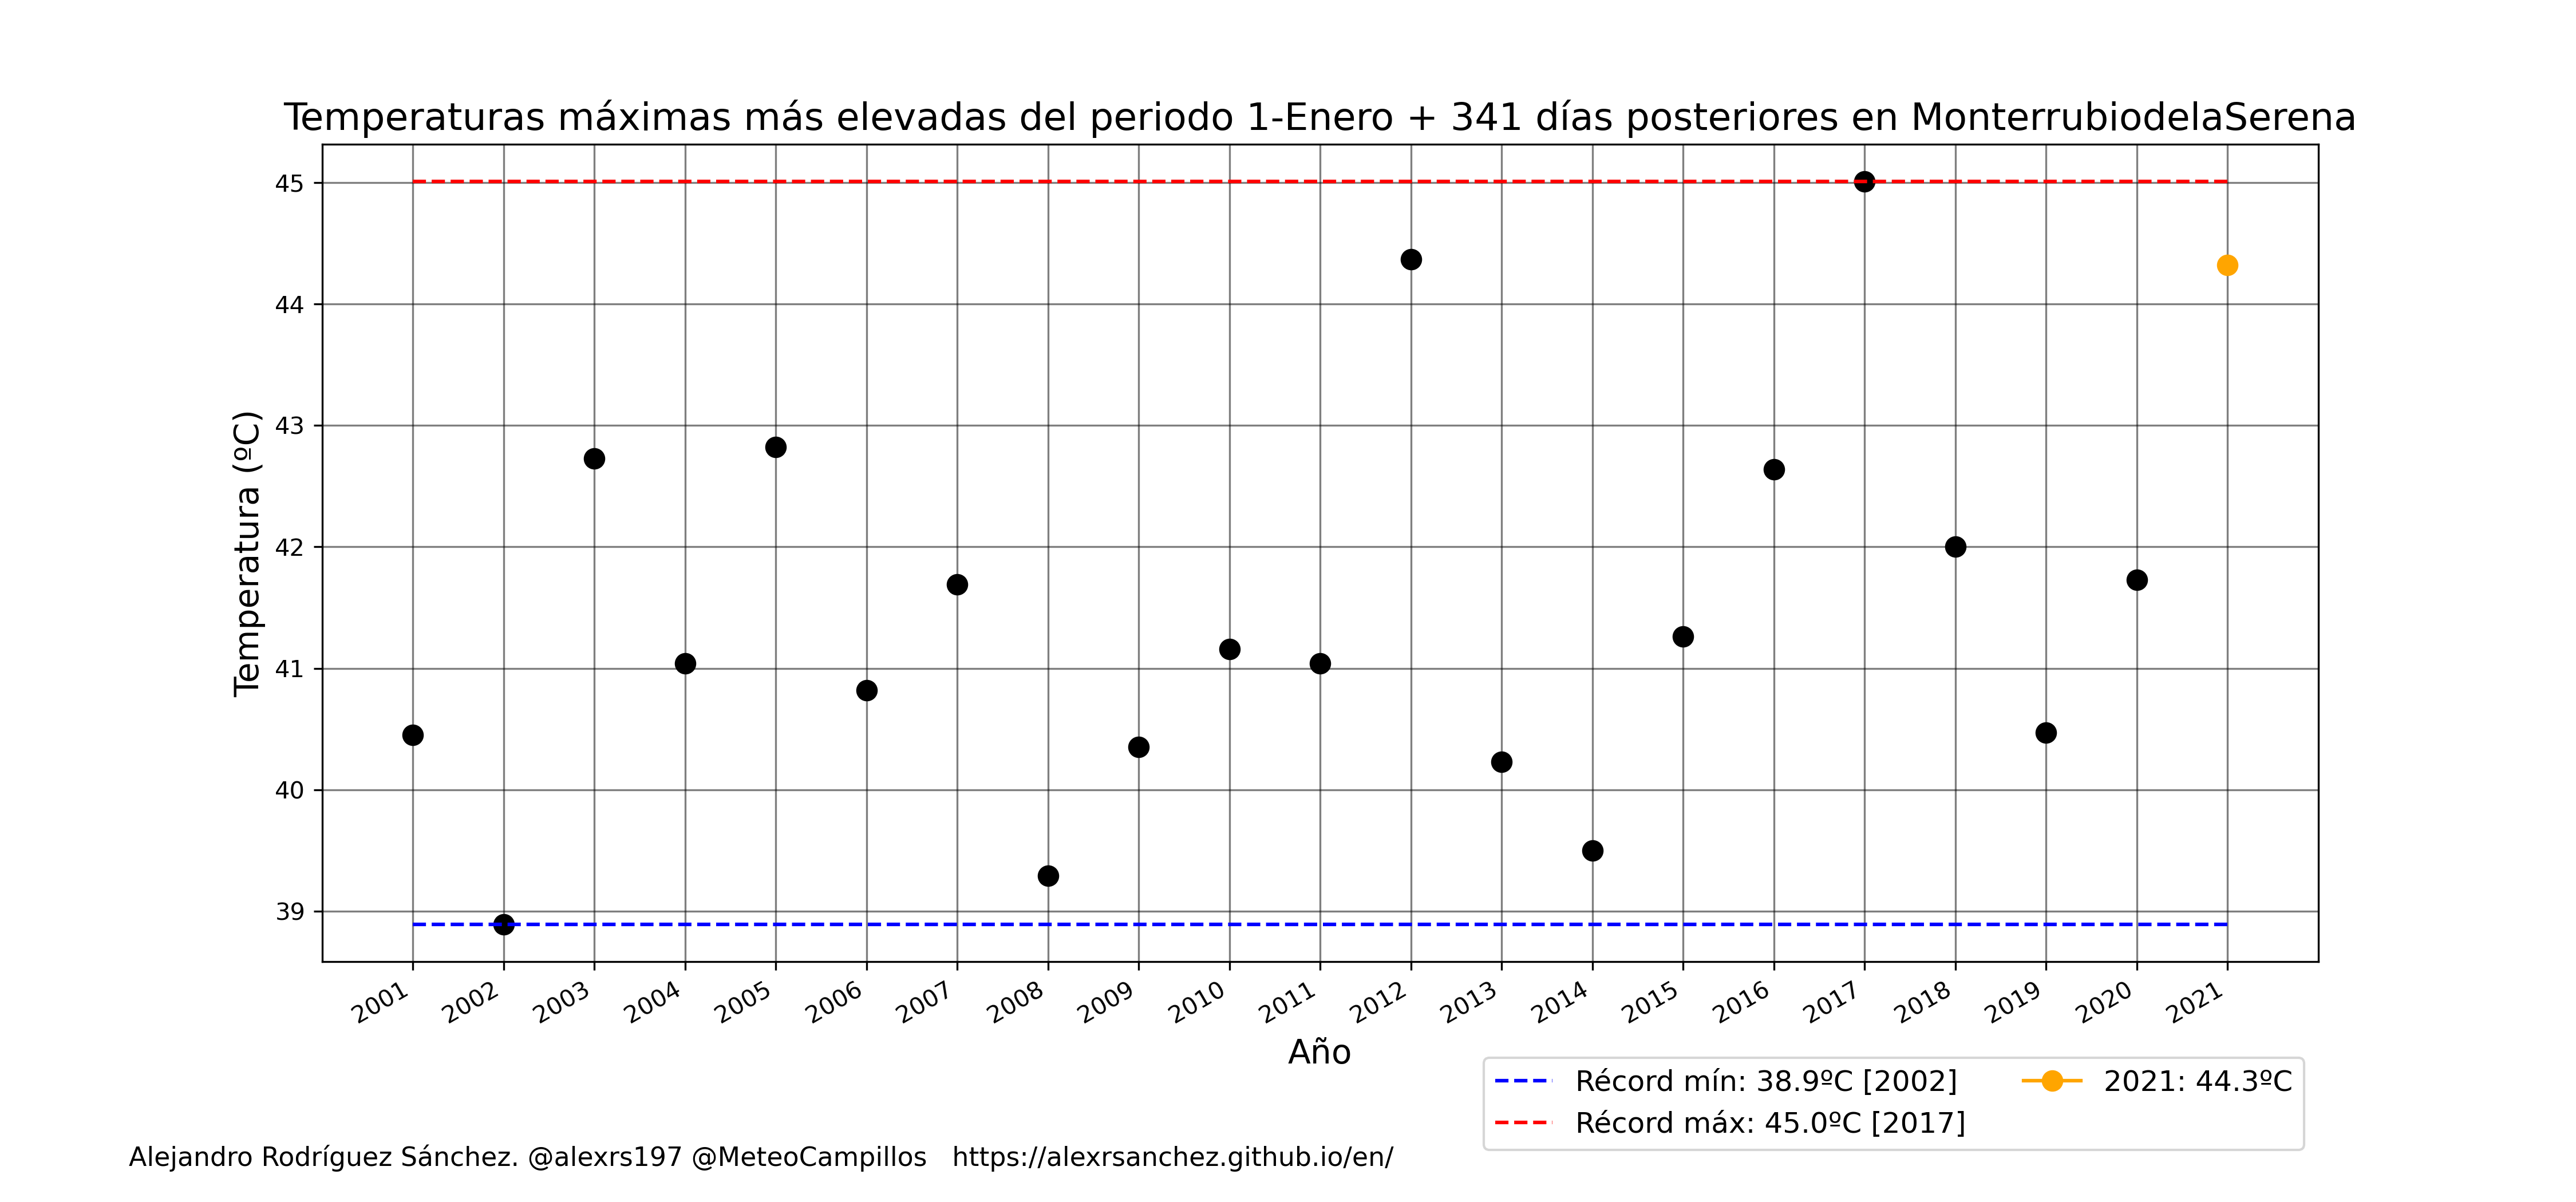 Temperaturas máximas más elevadas del periodo 1-Enero + 341 días posteriores en MonterrubiodelaSerena
Temperatura (ºC)
45
44
43
42
41
40
39
2001 2002 2003 2004 2005 2006 2007 2008 2009 2010 2011 2012 2013 2014 2015 2016 2017 2018 2019 2020 2021
Año
Récord mín: 38.9ºC [2002]
Récord máx: 45.0ºC [2017]
2021: 44.3ºC
Alejandro Rodríguez Sánchez. @alexrs197 @MeteoCampillos https://alexrsanchez.github.io/en/